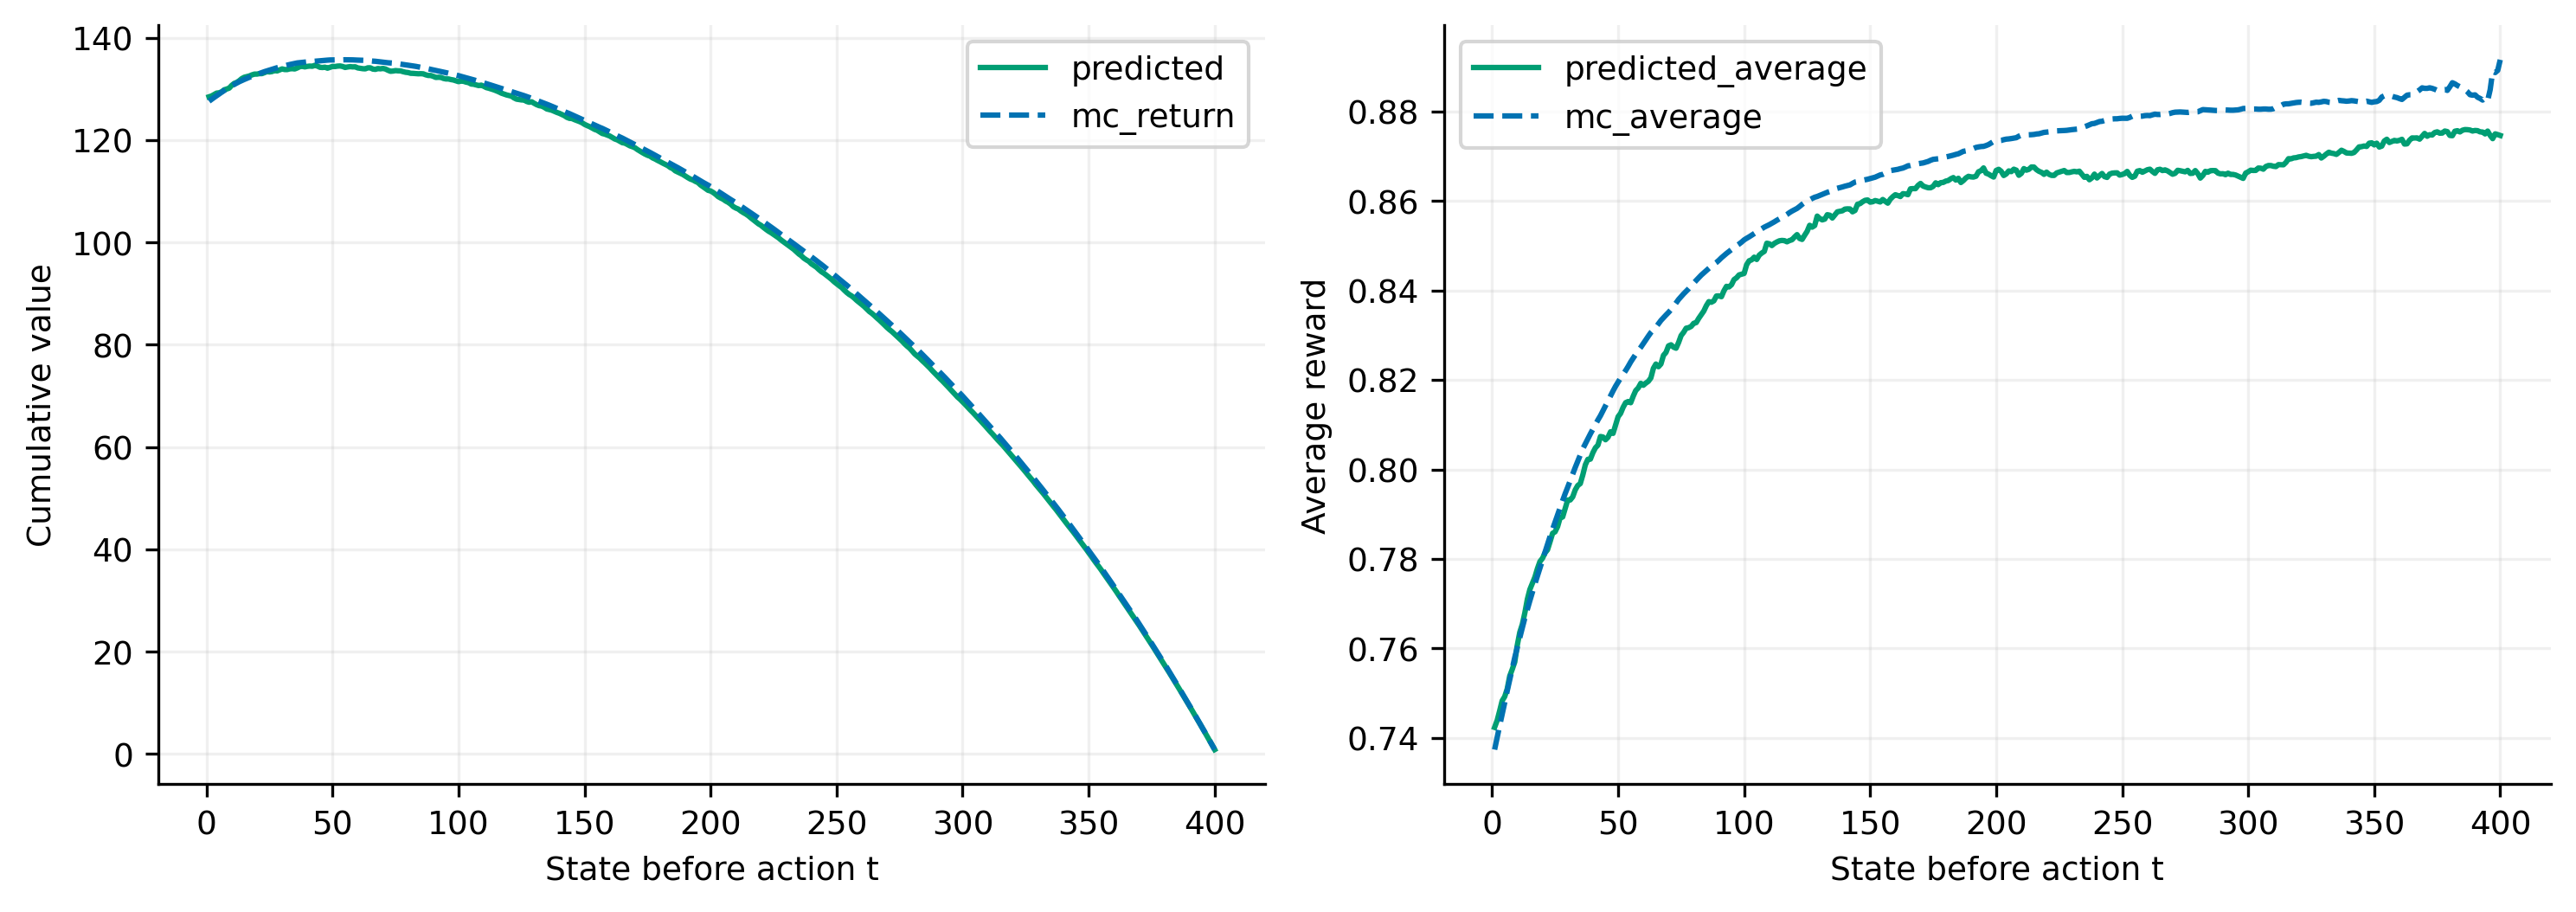 140
120
100
80
60
40
20
0
Cumulative value
predicted
mc_return
0 50 100 150 200 250 300 350 400
State before action t
0.88
0.86
0.84
0.82
0.80
0.78
0.76
0.74
Average reward
predicted_average
mc_average
0 50 100 150 200 250 300 350 400
State before action t